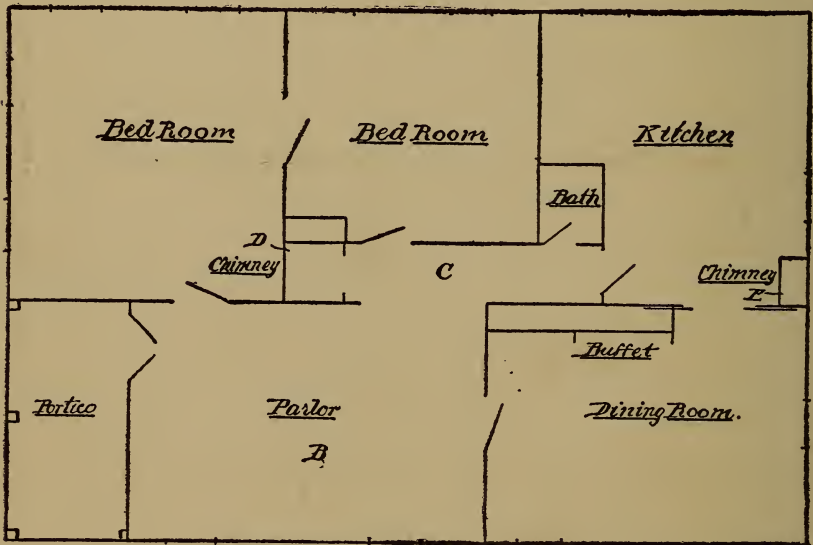 Bed Room
Bed Room
Kitchen
Bath
D
Chimney
C
Chimney
E
Buffet
Portico
Parlor
Dining Room.
B